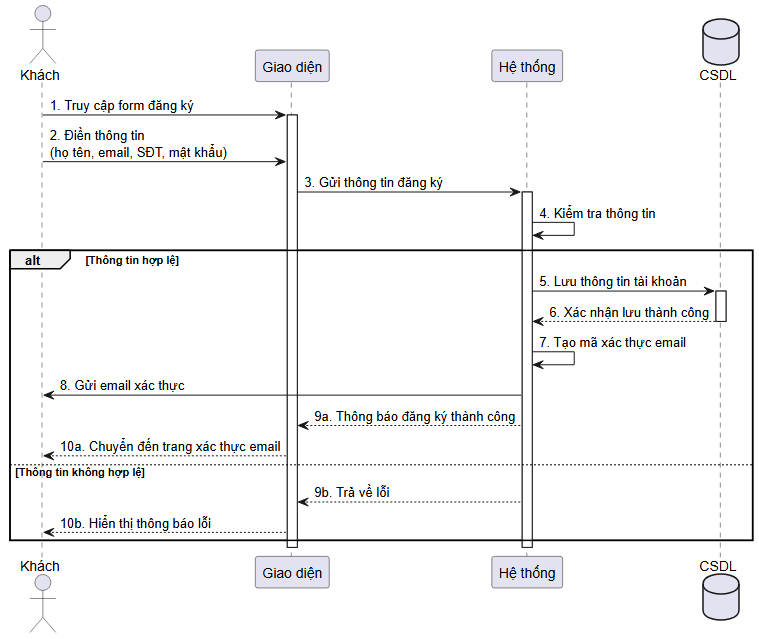 Khách
Giao diện
Hệ thống
CSDL
1. Truy cập form đăng ký
2. Điền thông tin
(họ tên, email, SĐT, mật khẩu)
3. Gửi thông tin đăng ký
4. Kiểm tra thông tin
alt
[Thông tin hợp lệ]
5. Lưu thông tin tài khoản
6. Xác nhận lưu thành công
7. Tạo mã xác thực email
8. Gửi email xác thực
9a. Thông báo đăng ký thành công
10a. Chuyển đến trang xác thực email
[Thông tin không hợp lệ]
9b. Trả về lỗi
10b. Hiển thị thông báo lỗi
Khách
Giao diện
Hệ thống
CSDL